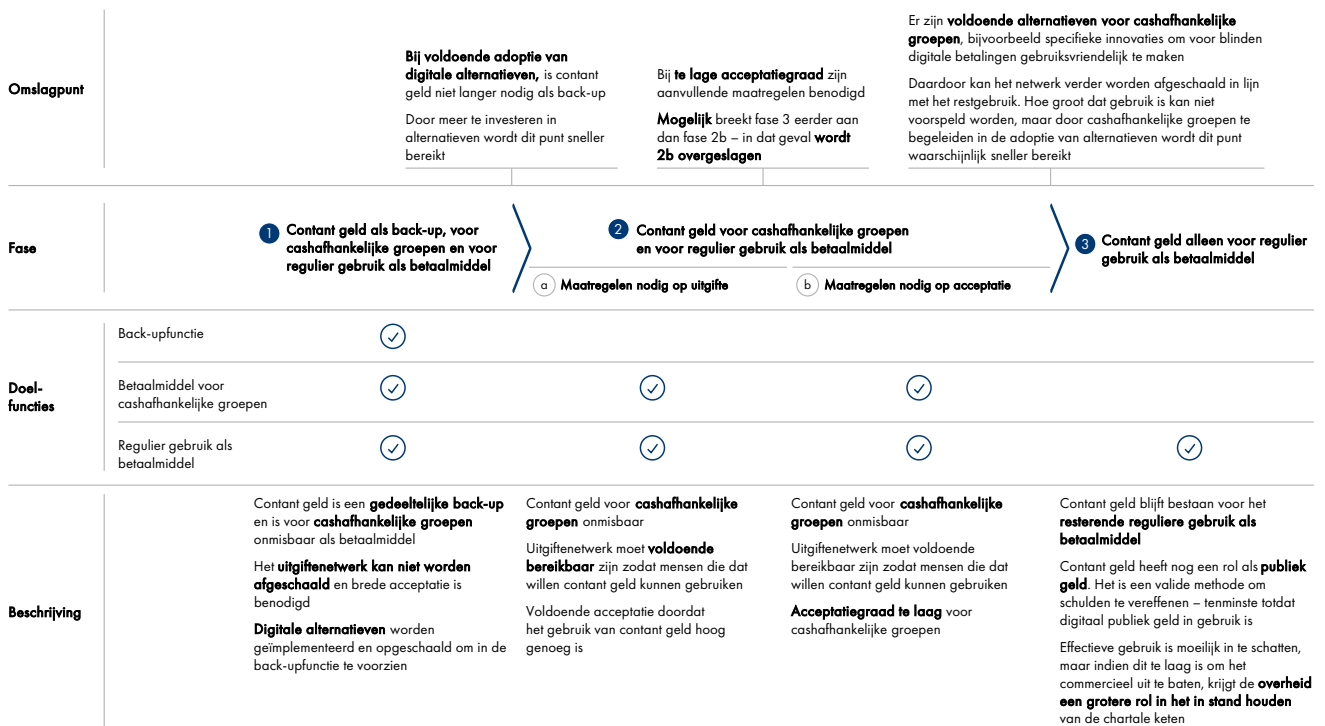 Omslagpunt
Bij voldoende adoptie van
digitale alternatieven, is contant
geld niet langer nodig als back-up
Door meer te investeren in
alternatieven wordt dit punt sneller
bereikt
Bij te lage acceptatiegraad zijn
aanvullende maatregelen benodigd
Mogelijk breekt fase 3 eerder aan
dan fase 2b – in dat geval wordt
2b overgeslagen
Er zijn voldoende alternatieven voor cashafhankelijke
groepen, bijvoorbeeld specifieke innovaties om voor blinden
digitale betalingen gebruiksvriendelijk te maken
Daardoor kan het netwerk verder worden afgeschaald in lijn
met het restgebruik. Hoe groot dat gebruik is kan niet
voorspeld worden, maar door cashafhankelijke groepen te
begeleiden in de adoptie van alternatieven wordt dit punt
waarschijnlijk sneller bereikt
Fase
1 Contant geld als back-up, voor
cashafhankelijke groepen en voor
regulier gebruik als betaalmiddel
2 Contant geld voor cashafhankelijke groepen
en voor regulier gebruik als betaalmiddel
a Maatregelen nodig op uitgifte
b Maatregelen nodig op acceptatie
3 Contant geld alleen voor regulier
gebruik als betaalmiddel
Doel-
functies
Back-upfunctie
Betaalmiddel voor
cashafhankelijke groepen
Regulier gebruik als
betaalmiddel
Beschrijving
Contant geld is een gedeeltelijke back-up
en is voor cashafhankelijke groepen
onmisbaar als betaalmiddel
Het uitgiftenetwerk kan niet worden
afgeschaald en brede acceptatie is
benodigd
Digitale alternatieven worden
geïmplementeerd en opgeschaald om in de
back-upfunctie te voorzien
Contant geld voor cashafhankelijke
groepen onmisbaar
Uitgiftenetwerk moet voldoende
bereikbaar zijn zodat mensen die dat
willen contant geld kunnen gebruiken
Voldoende acceptatie doordat
het gebruik van contant geld hoog
genoeg is
Contant geld voor cashafhankelijke
groepen onmisbaar
Uitgiftenetwerk moet voldoende
bereikbaar zijn zodat mensen die dat
willen contant geld kunnen gebruiken
Acceptatiegraad te laag voor
cashafhankelijke groepen
Contant geld blijft bestaan voor het
resterende reguliere gebruik als
betaalmiddel
Contant geld heeft nog een rol als publiek
geld. Het is een valide methode om
schulden te vereffenen – tenminste totdat
digitaal publiek geld in gebruik is
Effectieve gebruik is moeilijk in te schatten,
maar indien dit te laag is om het
commercieel uit te baten, krijgt de overheid
een grotere rol in het in stand houden
van de chartale keten